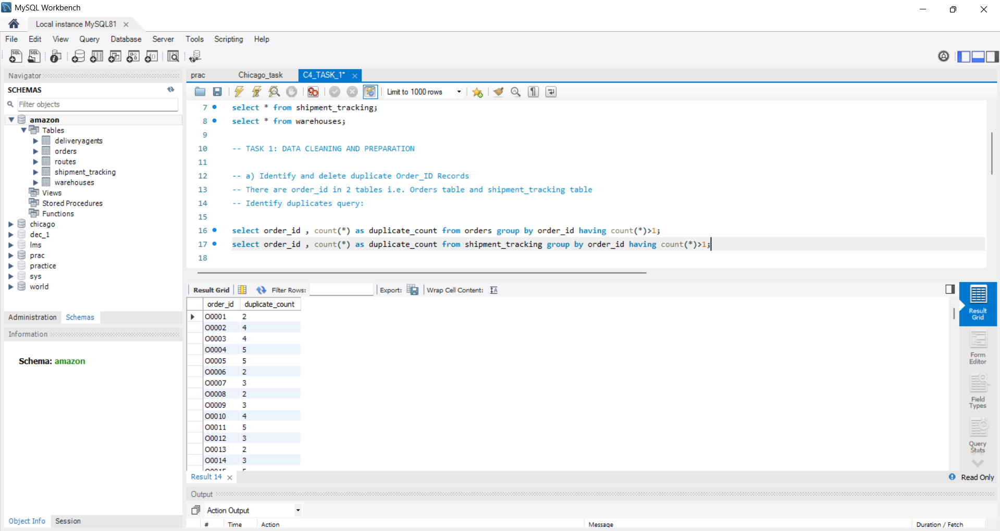 MySQL Workbench
Local instance MySQL81
File Edit View Query Database Server Tools Scripting Help
Navigator
SCHEMAS
Filter objects
amazon
Tables
deliveryagents
orders
routes
shipment_tracking
warehouses
Views
Stored Procedures
Functions
chicago
dec_1
lms
prac
practice
sys
world
Administration Schemas
Information
Schema: amazon
Object Info Session
prac Chicago_task C4_TASK_1*
Limit to 1000 rows
7 select * from shipment_tracking;
8 select * from warehouses;
9
10 -- TASK 1: DATA CLEANING AND PREPARATION
11
12 -- a) Identify and delete duplicate Order_ID Records
13 -- There are order_id in 2 tables i.e. Orders table and shipment_tracking table
14 -- Identify duplicates query:
15
16 select order_id , count(*) as duplicate_count from orders group by order_id having count(*)>1;
17 select order_id , count(*) as duplicate_count from shipment_tracking group by order_id having count(*)>1;
18
Result Grid Filter Rows: Export: Wrap Cell Content:
order_id duplicate_count
O0001 2
O0002 4
O0003 4
O0004 5
O0005 5
O0006 2
O0007 3
O0008 2
O0009 3
O0010 4
O0011 5
O0012 3
O0013 2
O0014 3
Result Grid
Form Editor
Field Types
Query Stats
Result 14
Read Only
Output
Action Output
# Time Action Message Duration / Fetch